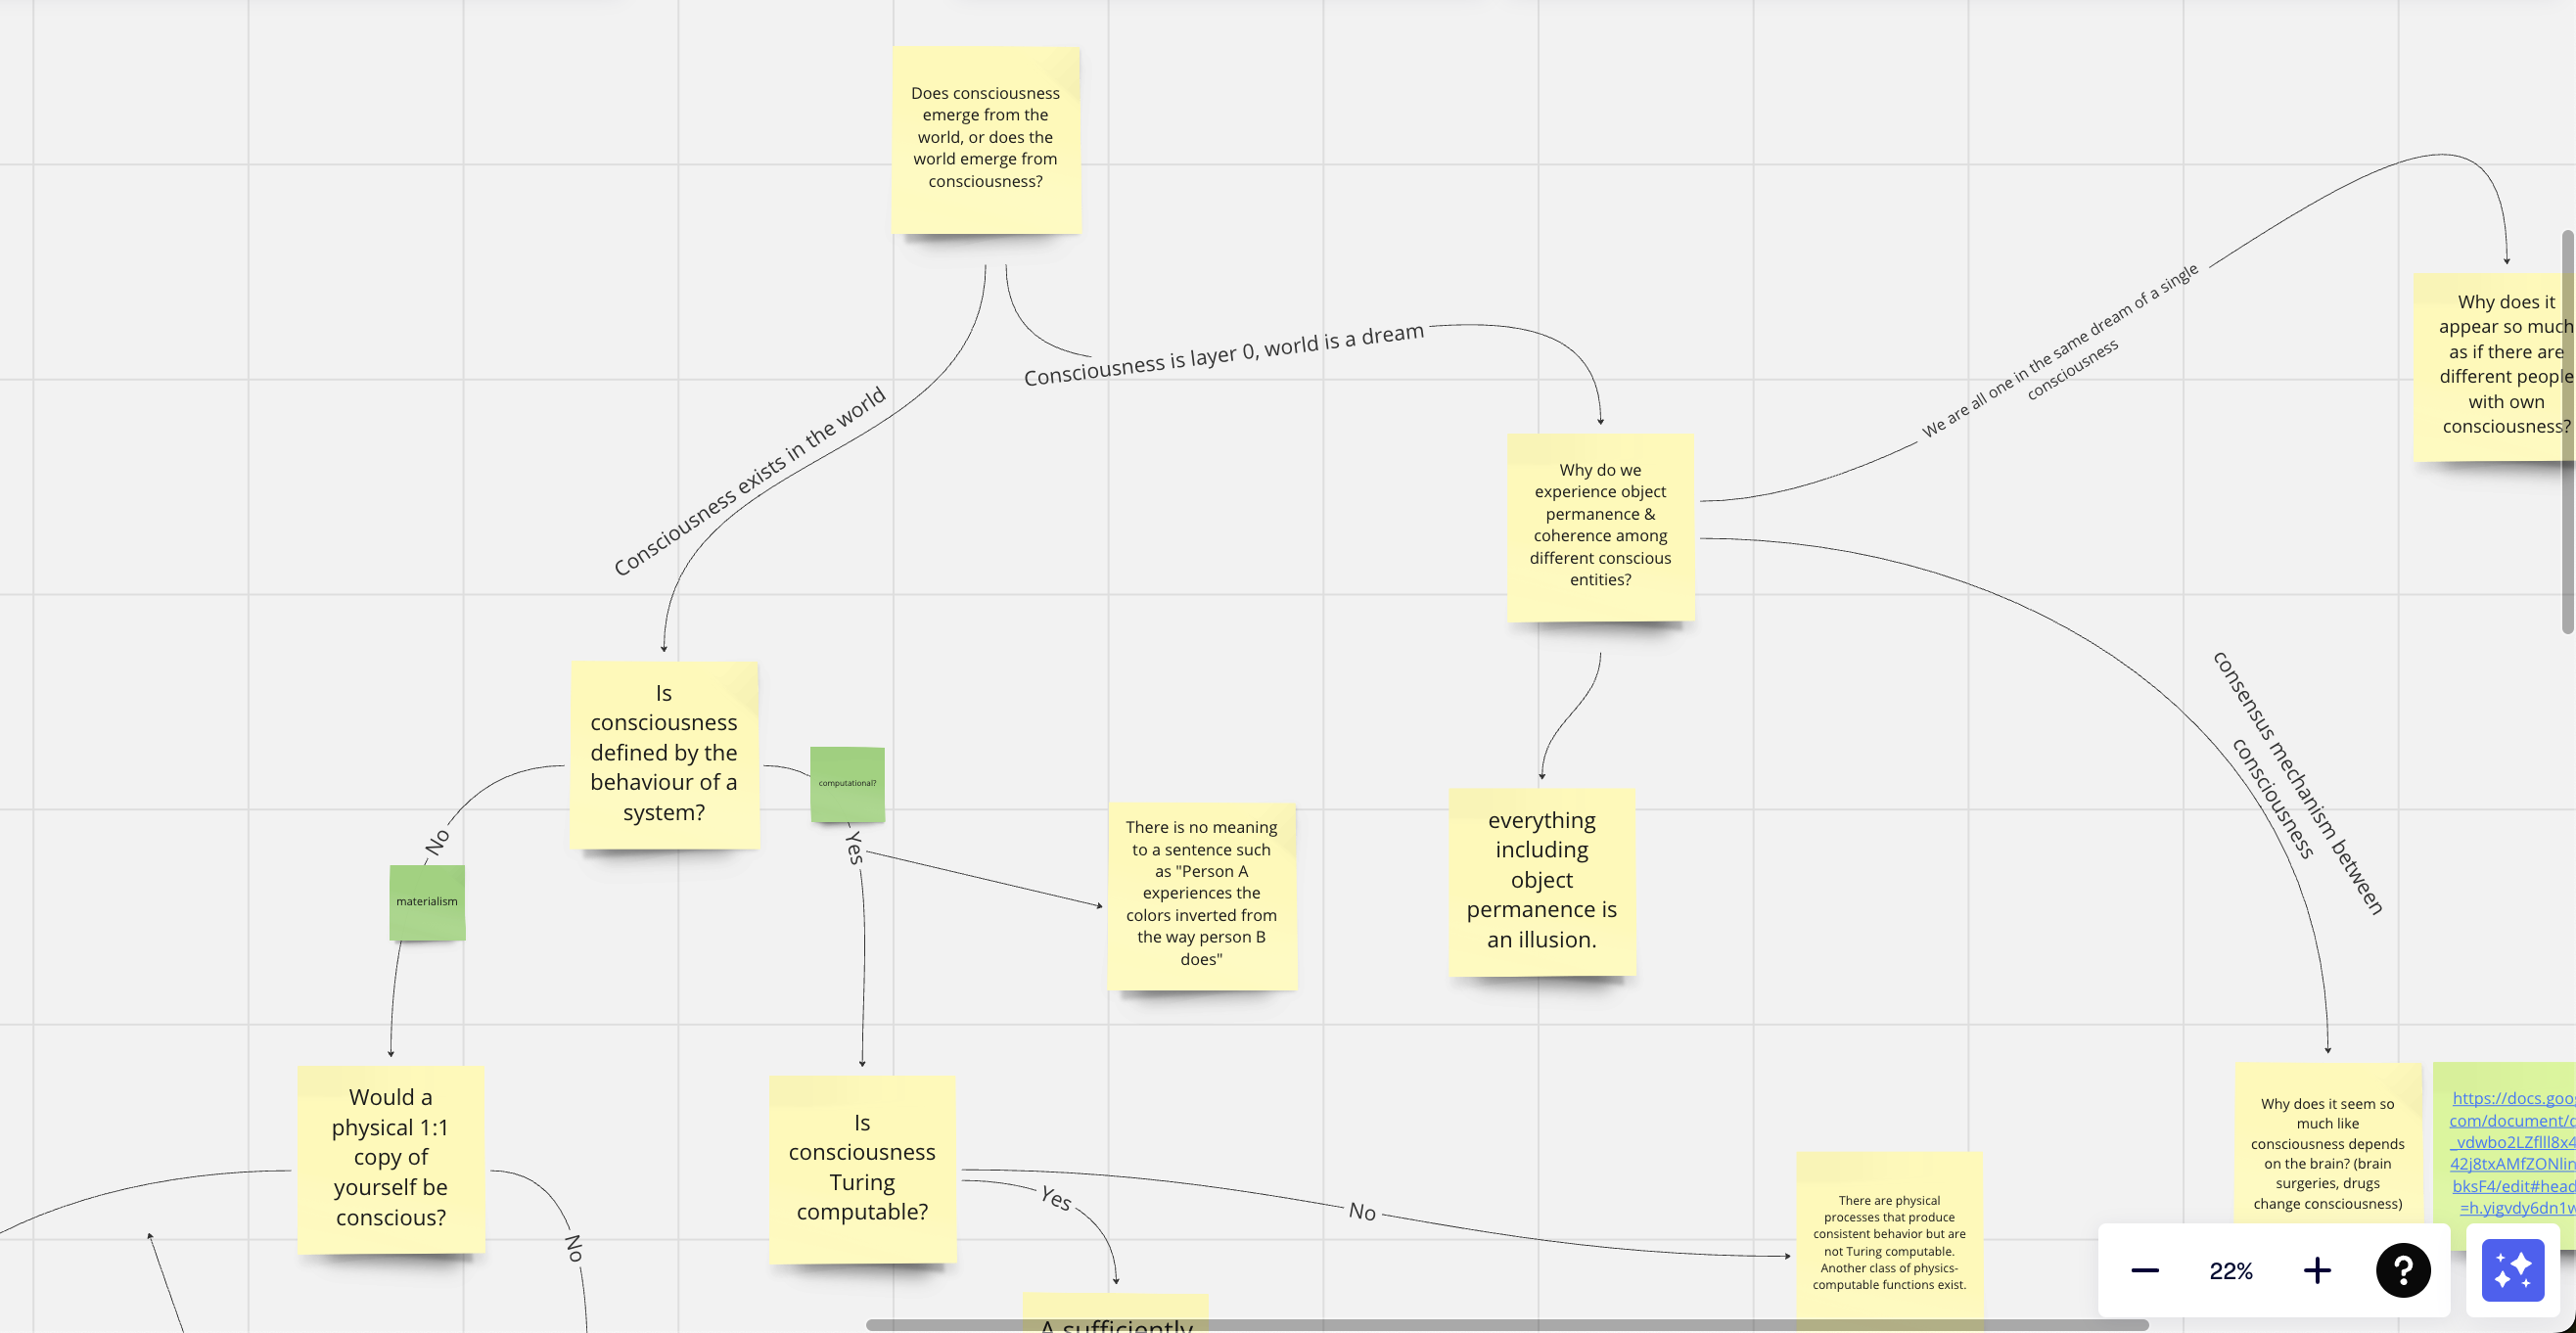 Does consciousness
emerge from the
world, or does the
world emerge from
consciousness?
Consciousness is layer 0, world is a dream
Consciousness exists in the world
We are all one in the same dream of a single
consciousness
Why does it
appear so much
as if there are
different people
with own
consciousness?
Why do we
experience object
permanence &
coherence among
different conscious
entities?
consensus mechanism between
consciousness
Is
consciousness
defined by the
behaviour of a
system?
computational?
No
Yes
materialism
There is no meaning
to a sentence such
as "Person A
experiences the
colors inverted from
the way person B
does"
everything
including
object
permanence is
an illusion.
Would a
physical 1:1
copy of
yourself be
conscious?
No
Is
consciousness
Turing
computable?
Yes
No
There are physical
processes that produce
consistent behavior but are
not Turing computable.
Another class of physics-
computable functions exist.
Why does it seem so
much like
consciousness depends
on the brain? (brain
surgeries, drugs
change consciousness)
https://docs.goo
com/document/
_vdwbo2LZflll8x4
42j8txAMfZONlin
bksF4/edit#head
=h.yigvdy6dn1w
A sufficiently
22%
?